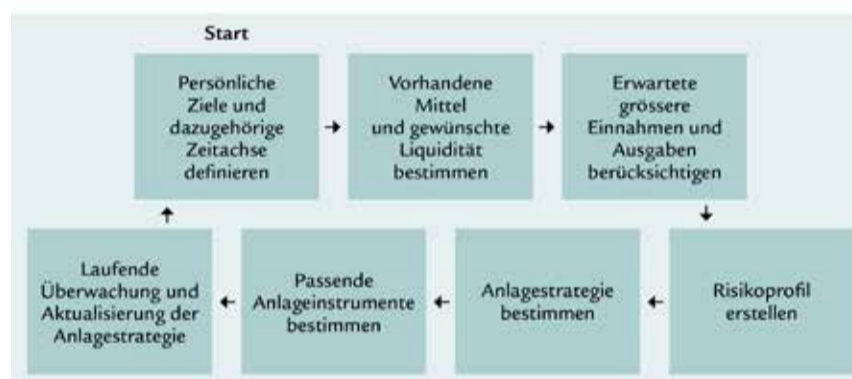 Start
Persönliche
Ziele und
dazugehörige
Zeitachse
definieren
Vorhandene
Mittel
und gewünschte
Liquidität
bestimmen
Erwartete
grössere
Einnahmen und
Ausgaben
berücksichtigen
Risikoprofil
erstellen
Anlagestrategie
bestimmen
Passende
Anlageinstrumente
bestimmen
Laufende
Überwachung und
Aktualisierung der
Anlagestrategie